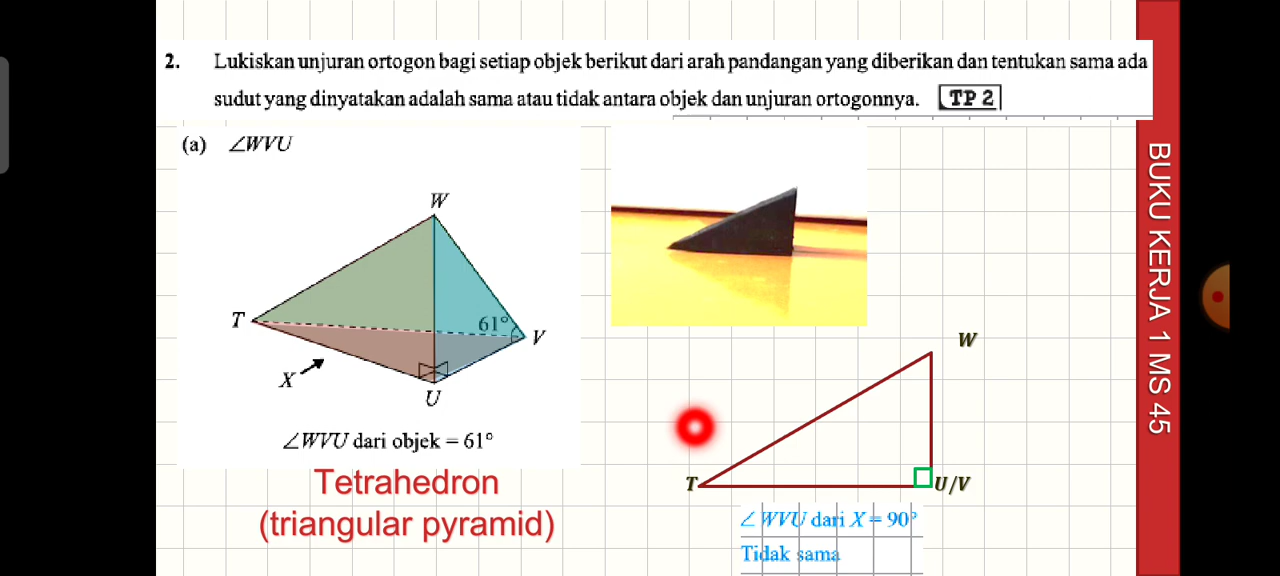 2. Lukiskan unjuran ortogon bagi setiap objek berikut dari arah pandangan yang diberikan dan tentukan sama ada
sudut yang dinyatakan adalah sama atau tidak antara objek dan unjuran ortogonnya. TP 2
(a) ∠WVU
W
T
61°
V
X
U
∠WVU dari objek = 61°
Tetrahedron
(triangular pyramid)
W
T
U/V
∠WVU dari X = 90°
Tidak sama
BUKU KERJA 1 MS 45